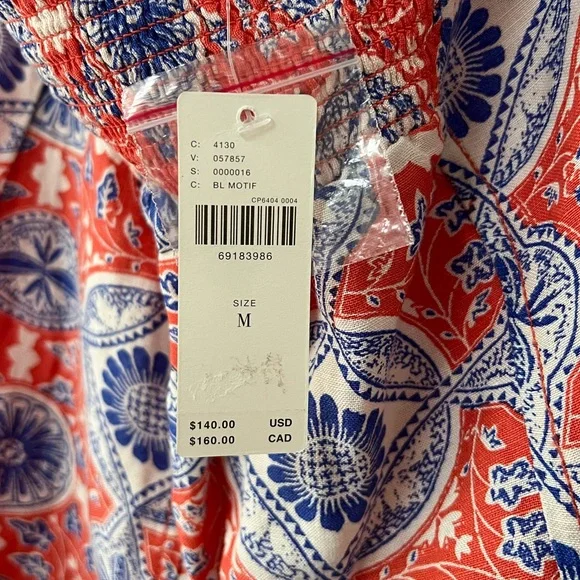 C: 4130
V: 057857
S: 0000016
C: BL MOTIF
CP6404 0004
69183986
SIZE
M
$140.00 USD
$160.00 CAD